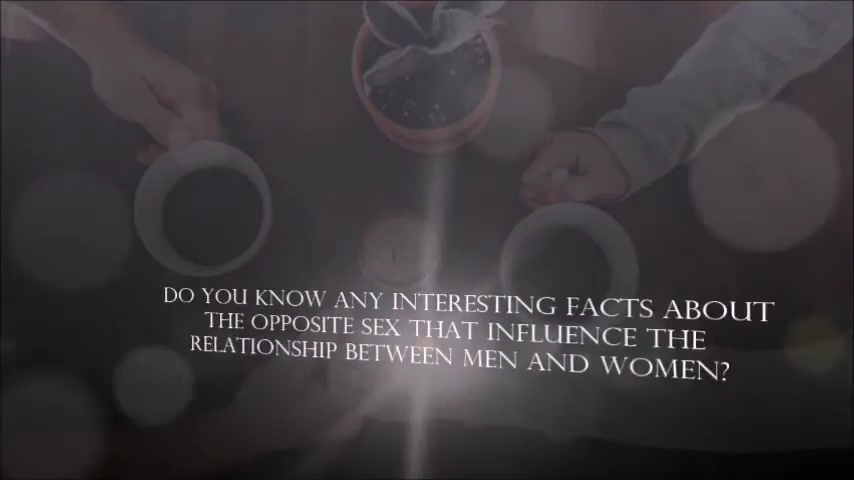 DO YOU KNOW ANY INTERESTING FACTS ABOUT
THE OPPOSITE SEX THAT INFLUENCE THE
RELATIONSHIP BETWEEN MEN AND WOMEN?